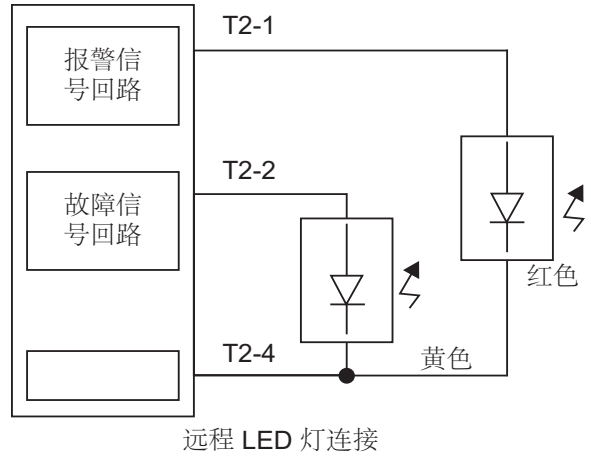 T2-1
报警信
号回路
T2-2
故障信
号回路
红色
T2-4
黄色
远程 LED 灯连接